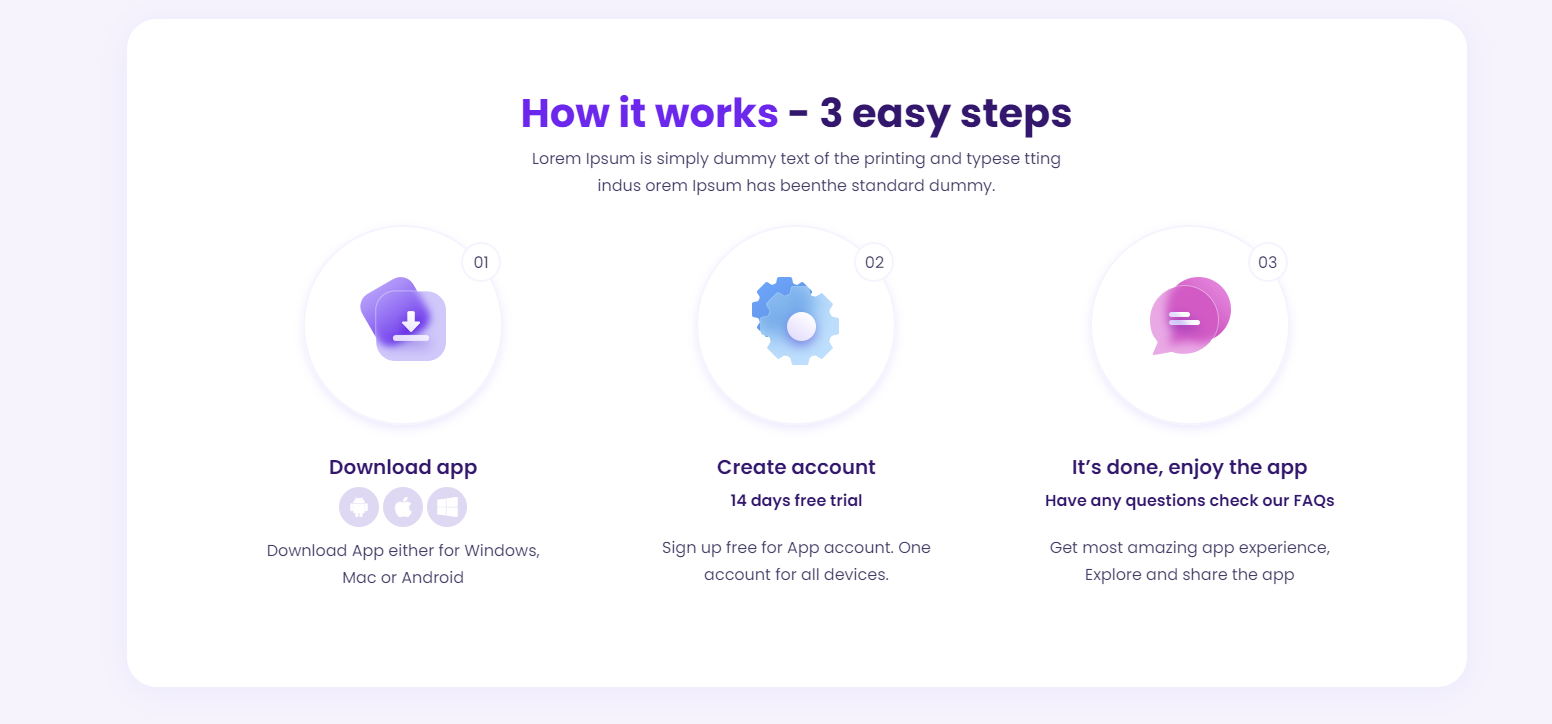 How it works - 3 easy steps
Lorem Ipsum is simply dummy text of the printing and typese tting
indus orem Ipsum has beenthe standard dummy.
01
Download app
Download App either for Windows,
Mac or Android
02
Create account
14 days free trial
Sign up free for App account. One
account for all devices.
03
It’s done, enjoy the app
Have any questions check our FAQs
Get most amazing app experience,
Explore and share the app